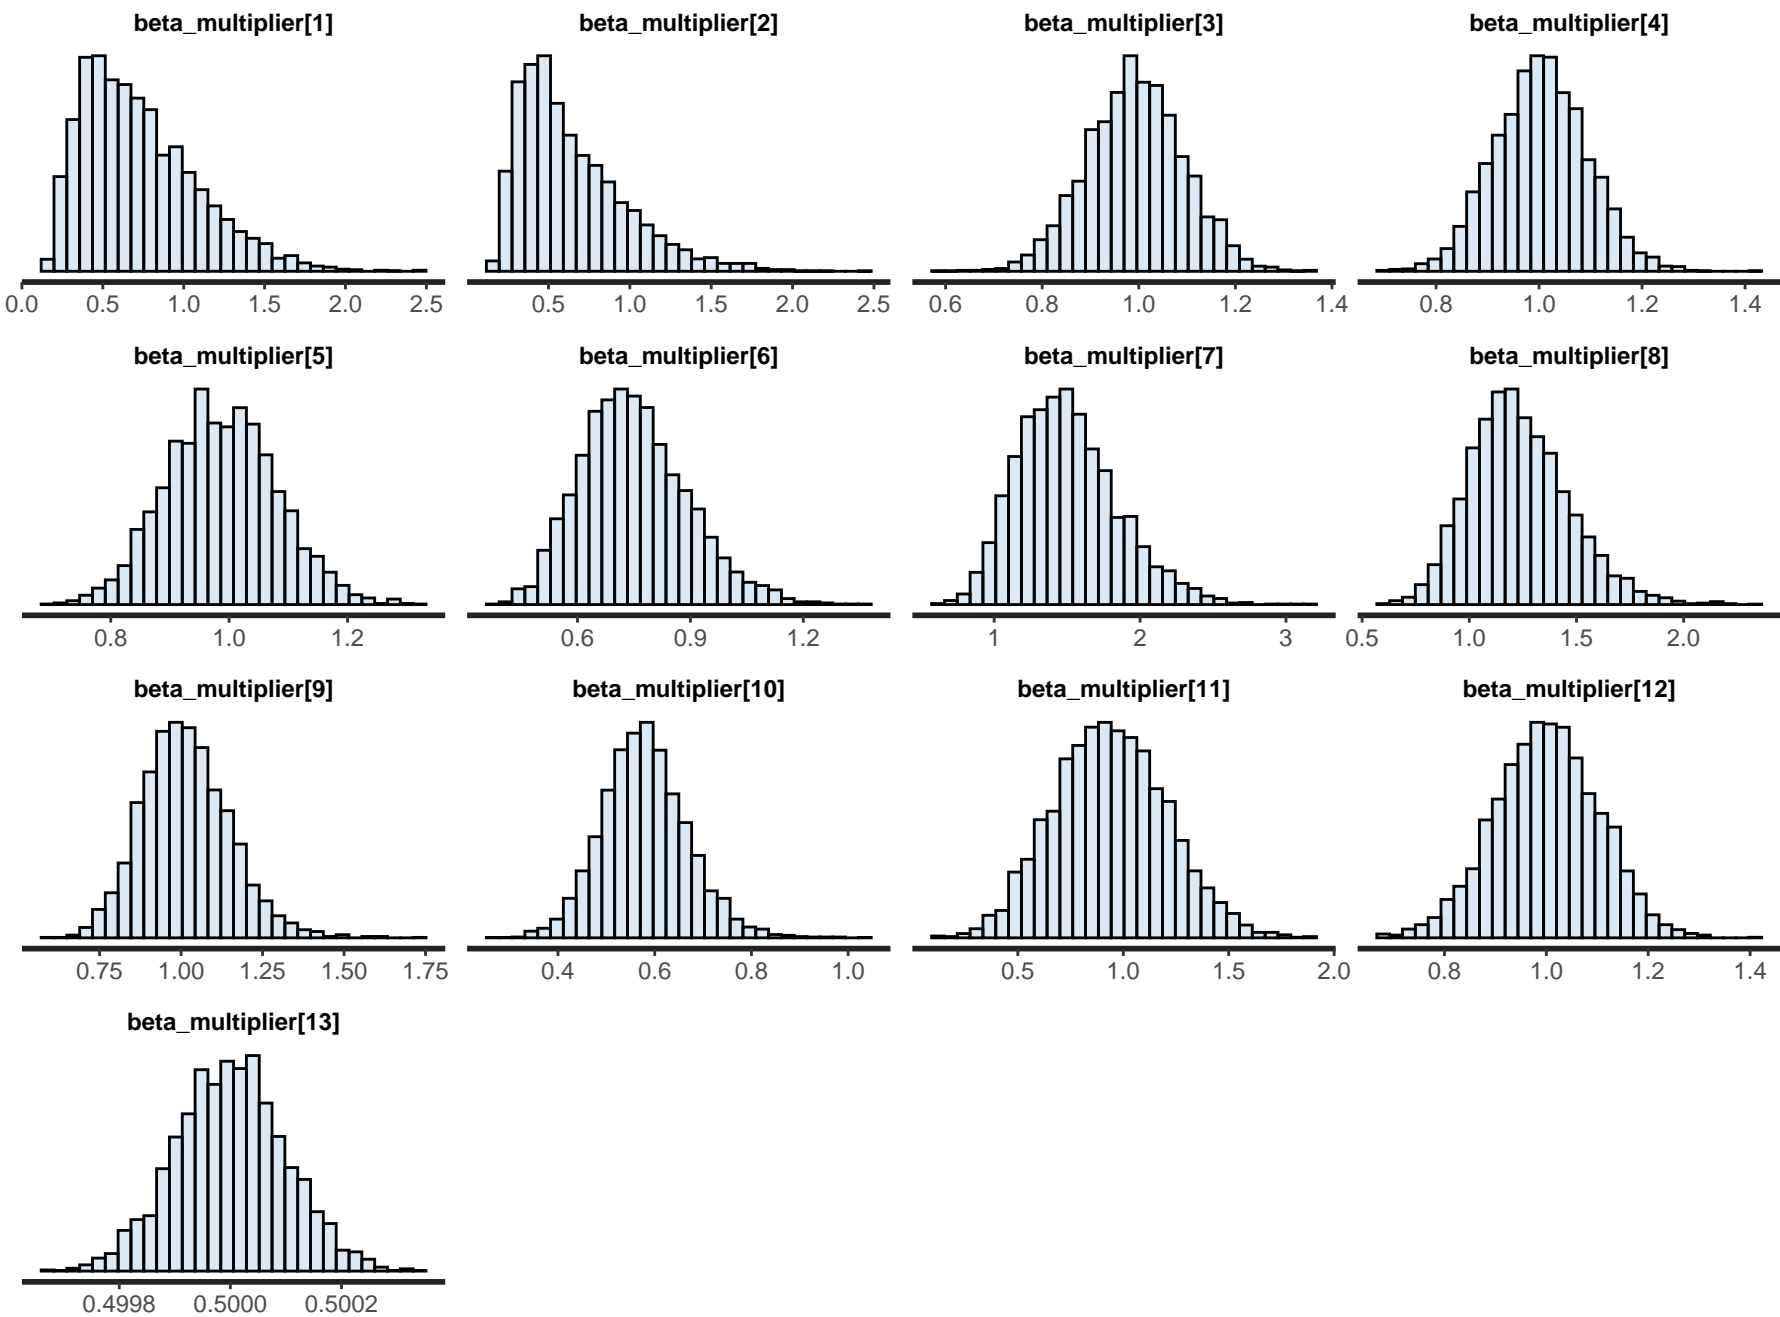 beta_multiplier[1] beta_multiplier[2] beta_multiplier[3] beta_multiplier[4]
0.0 0.5 1.0 1.5 2.0 2.5 0.5 1.0 1.5 2.0 2.5 0.6 0.8 1.0 1.2 1.4 0.8 1.0 1.2 1.4
beta_multiplier[5] beta_multiplier[6] beta_multiplier[7] beta_multiplier[8]
0.8 1.0 1.2 0.6 0.9 1.2 1 2 3 0.5 1.0 1.5 2.0
beta_multiplier[9] beta_multiplier[10] beta_multiplier[11] beta_multiplier[12]
0.75 1.00 1.25 1.50 1.75 0.4 0.6 0.8 1.0 0.5 1.0 1.5 2.0 0.8 1.0 1.2 1.4
beta_multiplier[13]
0.4998 0.5000 0.5002